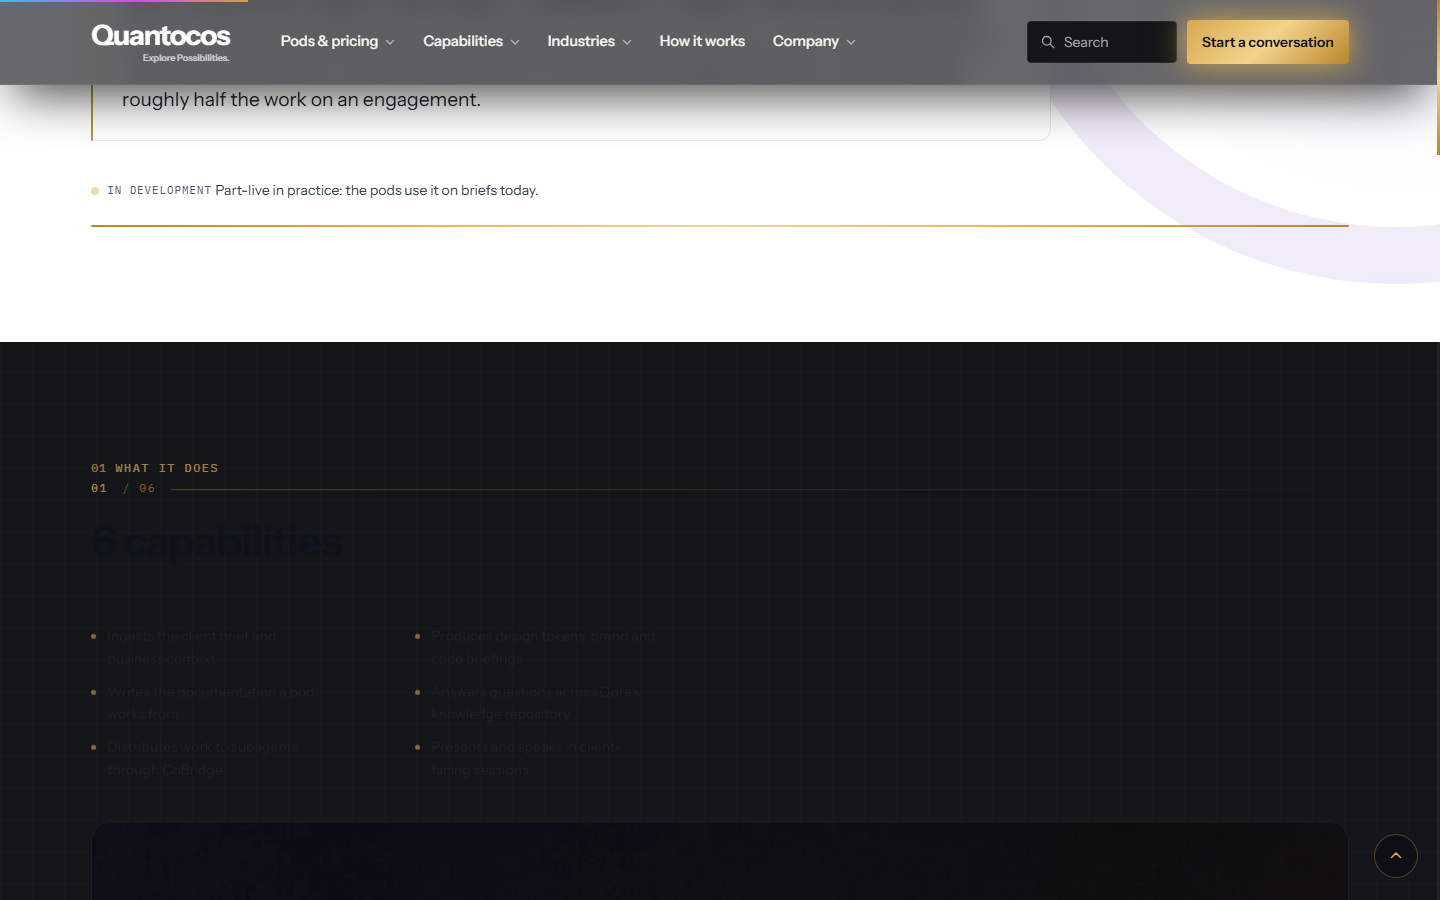 Quantocos
Explore Possibilities.
Pods & pricing
Capabilities
Industries
How it works
Company
Search
Start a conversation
roughly half the work on an engagement.
IN DEVELOPMENT Part-live in practice: the pods use it on briefs today.
01 WHAT IT DOES
01 / 06
6 capabilities
Ingests the client brief and
business context
Writes the documentation a pod
works from
Distributes work to subagents
through CoBridge
Produces design tokens, brand and
code briefings
Answers questions across Qore's
knowledge repository
Presents and speaks in client-
facing sessions